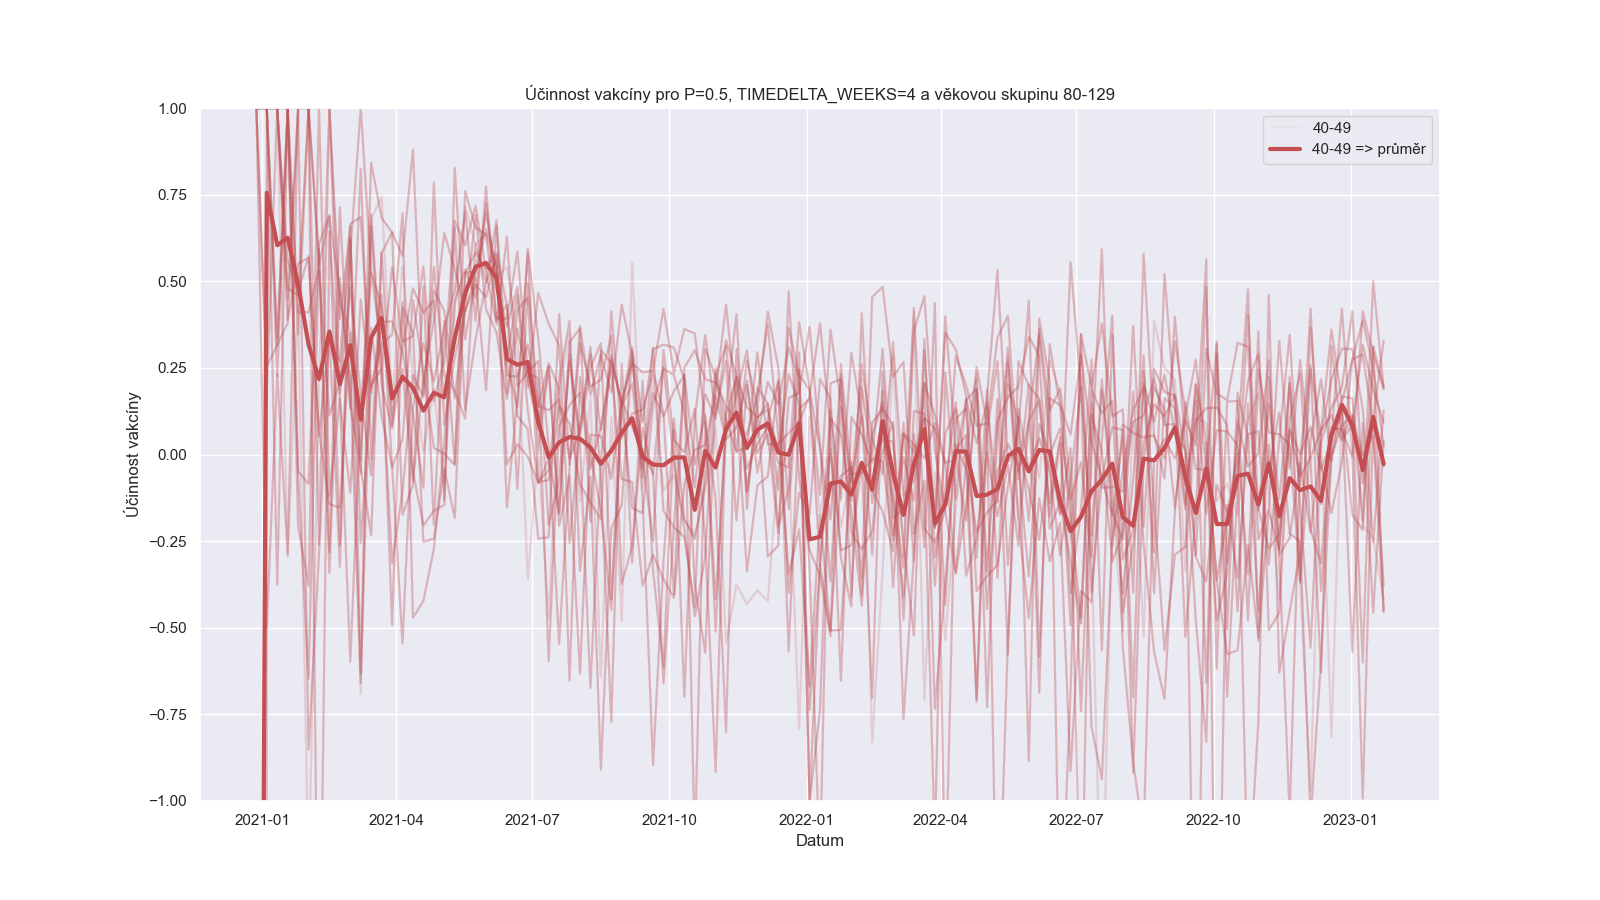 Účinnost vakcíny pro P=0.5, TIMEDELTA_WEEKS=4 a věkovou skupinu 80-129
40-49
40-49 => průměr
1.00
0.75
0.50
0.25
0.00
−0.25
−0.50
−0.75
−1.00
Účinnost vakcíny
2021-01 2021-04 2021-07 2021-10 2022-01 2022-04 2022-07 2022-10 2023-01
Datum